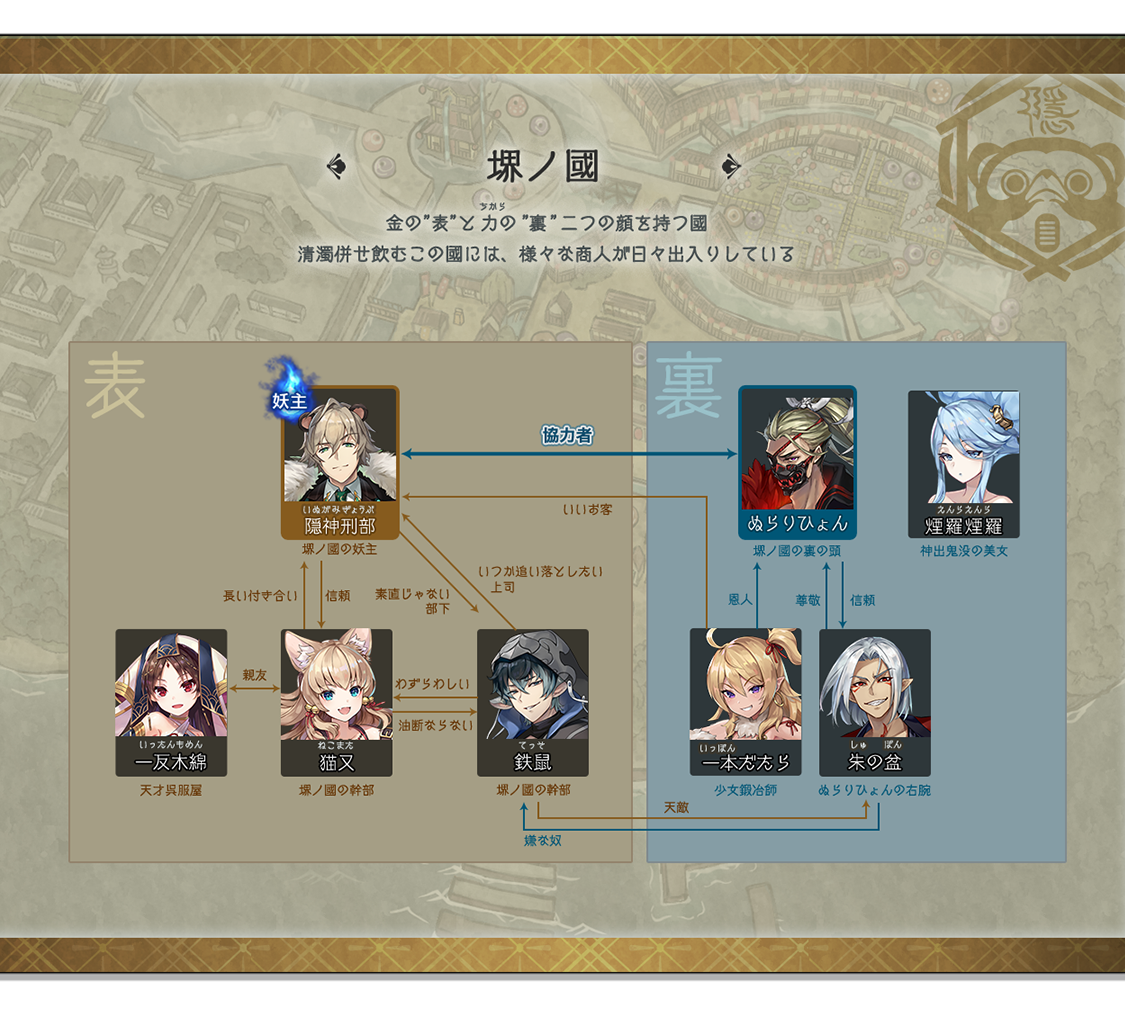 隠
堺ノ國
金の"表"と力の"裏"二つの顔を持つ國
ちから
清濁併せ飲むこの國には、様々な商人が日々出入りしている
表
裏
妖主
協力者
いいお客
いぬがみぎょうぶ
隠神刑部
堺ノ國の妖主
ぬらりひょん
堺ノ國の裏の頭
えんらえんら
煙羅煙羅
神出鬼没の美女
長い付き合い
信頼
素直じゃない
部下
いつか追い落としたい
上司
恩人
尊敬
信頼
いったんもめん
一反木綿
天才呉服屋
親友
ねこまた
猫又
堺ノ國の幹部
わずらわしい
油断ならない
てっそ
鉄鼠
堺ノ國の幹部
いっぽん
一本だたら
少女鍛冶師
しゅ ぼん
朱の盆
ぬらりひょんの右腕
天敵
嫌な奴